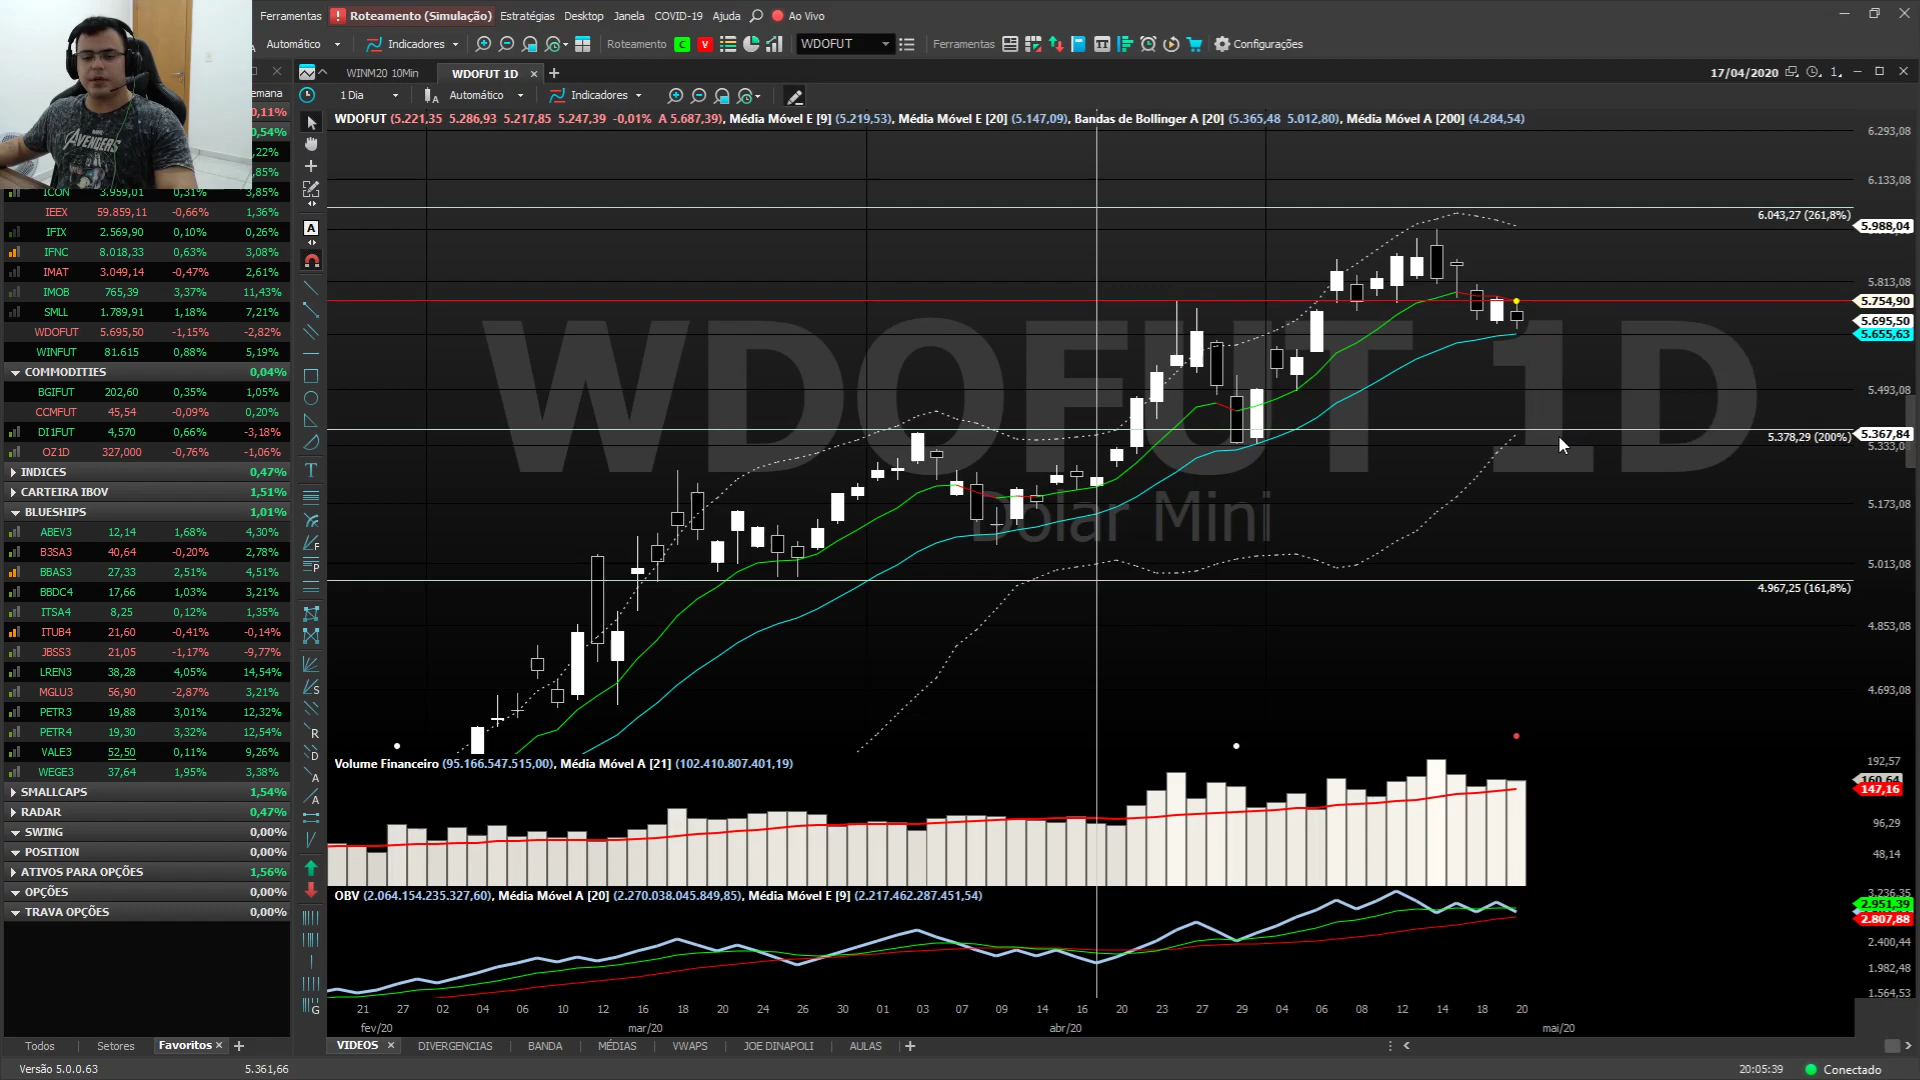 Ferramentas ! Roteamento (Simulação) Estratégias Desktop Janela COVID-19 Ajuda Ao Vivo
Automático Indicadores Roteamento C V WDOFUT Ferramentas Configurações
WINM20 10Min WDOFUT 1D 17/04/2020 1
1 Dia Automático Indicadores
WDOFUT (5.221,35 5.286,93 5.217,85 5.247,39 -0,01% A 5.687,39), Média Móvel E [9] (5.219,53), Média Móvel E [20] (5.147,09), Bandas de Bollinger A [20] (5.365,48 5.012,80), Média Móvel A [200] (4.284,54)
emana
0,11%
0,54%
,22%
,85%
ICON 3.959,01 0,31% 3,85%
IEEX 59.859,11 -0,66% 1,36%
IFIX 2.569,90 0,10% 0,26%
IFNC 8.018,33 0,63% 3,08%
IMAT 3.049,14 -0,47% 2,61%
IMOB 765,39 3,37% 11,43%
SMLL 1.789,91 1,18% 7,21%
WDOFUT 5.695,50 -1,15% -2,82%
WINFUT 81.615 0,88% 5,19%
COMMODITIES 0,04%
BGIFUT 202,60 0,35% 1,05%
CCMFUT 45,54 -0,09% 0,20%
DI1FUT 4,570 0,66% -3,18%
OZ1D 327,000 -0,76% -1,06%
INDICES 0,47%
CARTEIRA IBOV 1,51%
BLUESHIPS 1,01%
ABEV3 12,14 1,68% 4,30%
B3SA3 40,64 -0,20% 2,78%
BBAS3 27,33 2,51% 4,51%
BBDC4 17,66 1,03% 3,21%
ITSA4 8,25 0,12% 1,35%
ITUB4 21,60 -0,41% -0,14%
JBSS3 21,05 -1,17% -9,77%
LREN3 38,28 4,05% 14,54%
MGLU3 56,90 -2,87% 3,21%
PETR3 19,88 3,01% 12,32%
PETR4 19,30 3,32% 12,54%
VALE3 52,50 0,11% 9,26%
WEGE3 37,64 1,95% 3,38%
SMALLCAPS 1,54%
RADAR 0,47%
SWING 0,00%
POSITION 0,00%
ATIVOS PARA OPÇÕES 1,56%
OPÇÕES 0,00%
TRAVA OPÇÕES 0,00%
WDOFUT 1D
Dolar Mini
6.293,08
6.133,08
6.043,27 (261,8%)
5.988,04
5.813,08
5.754,90
5.695,50
5.655,63
5.493,08
5.378,29 (200%)
5.367,84
5.333,08
5.173,08
5.013,08
4.967,25 (161,8%)
4.853,08
4.693,08
Volume Financeiro (95.166.547.515,00), Média Móvel A [21] (102.410.807.401,19)
192,57
160,64
147,16
96,29
48,14
OBV (2.064.154.235.327,60), Média Móvel A [20] (2.270.038.045.849,85), Média Móvel E [9] (2.217.462.287.451,54)
3.236,35
2.951,39
2.807,88
2.400,44
1.982,48
1.564,53
21 27 02 04 06 10 12 16 18 20 24 26 30 01 03 07 09 14 16 20 23 27 29 04 06 08 12 14 18 20
fev/20 mar/20 abr/20 mai/20
Todos Setores Favoritos × + VIDEOS × DIVERGENCIAS BANDA MÉDIAS VWAPS JOE DINAPOLI AULAS +
Versão 5.0.0.63 5.361,66 20:05:39 Conectado